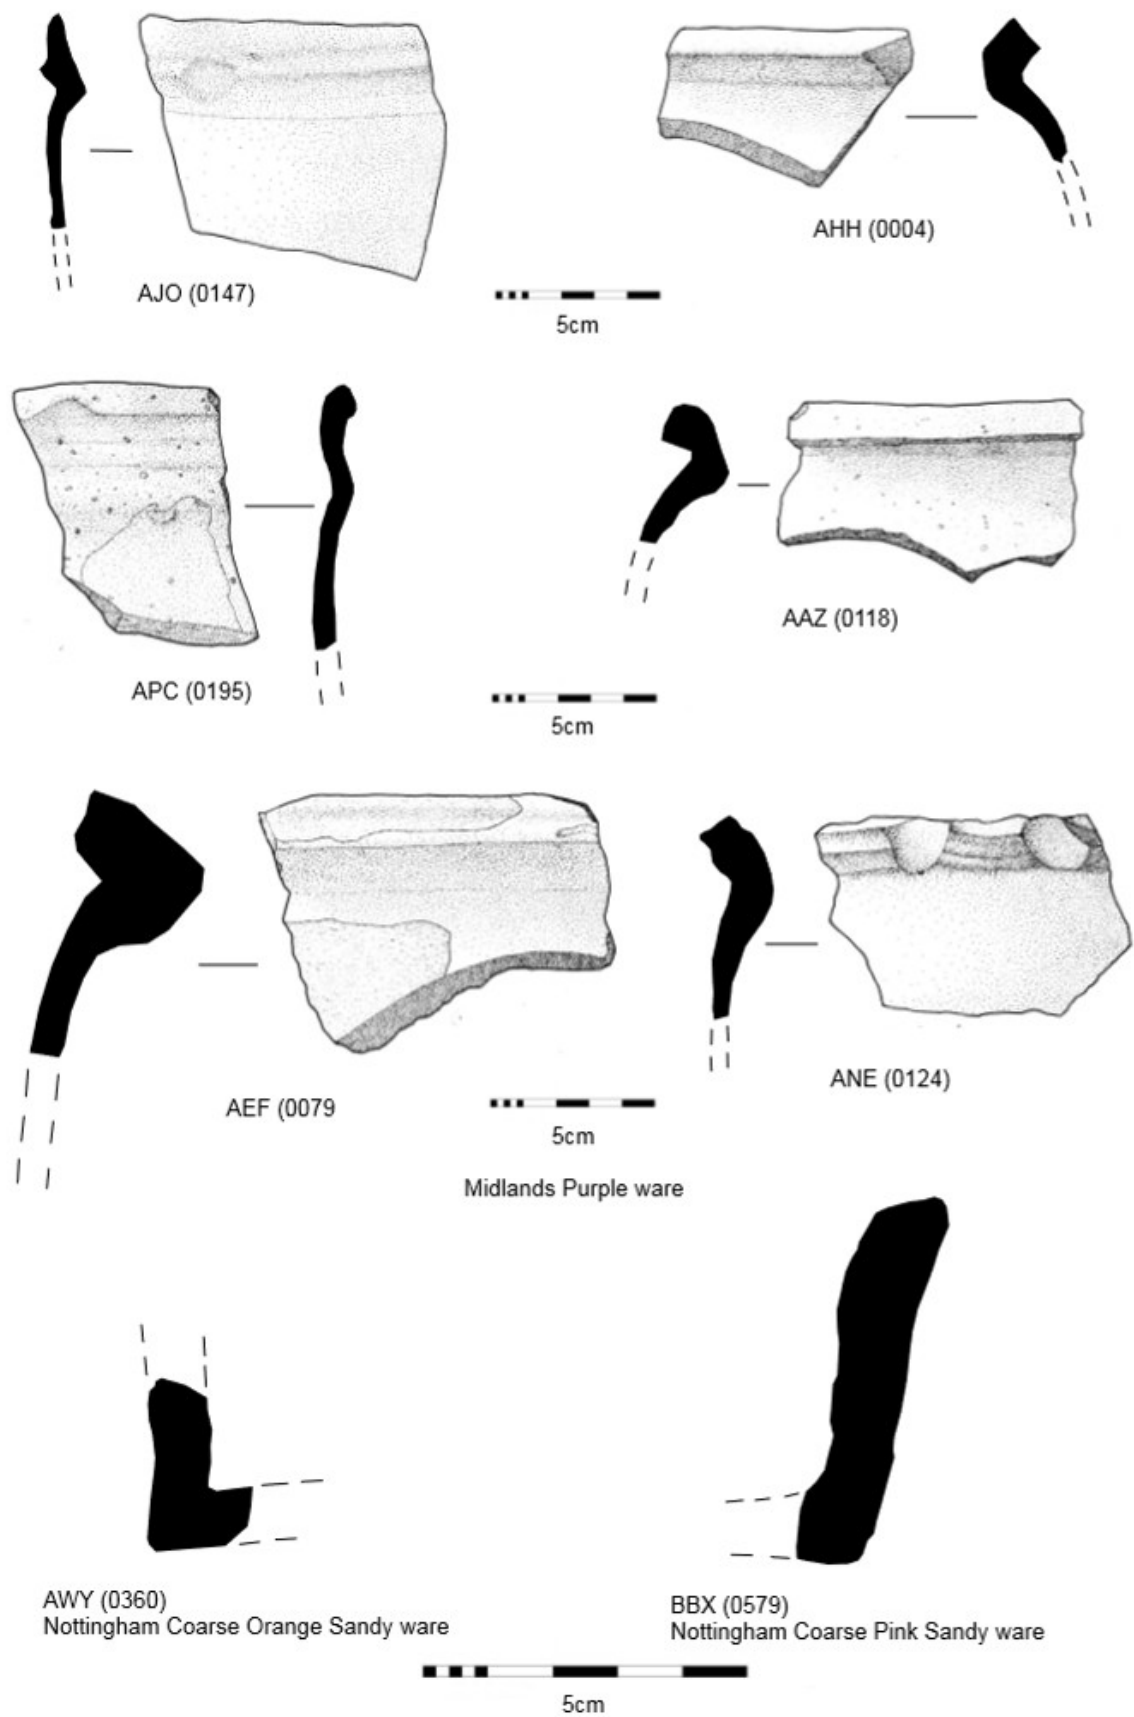 AHH (0004)
AJO (0147)
5cm
AAZ (0118)
APC (0195)
5cm
ANE (0124)
AEF (0079
5cm
Midlands Purple ware
AWY (0360)
Nottingham Coarse Orange Sandy ware
BBX (0579)
Nottingham Coarse Pink Sandy ware
5cm